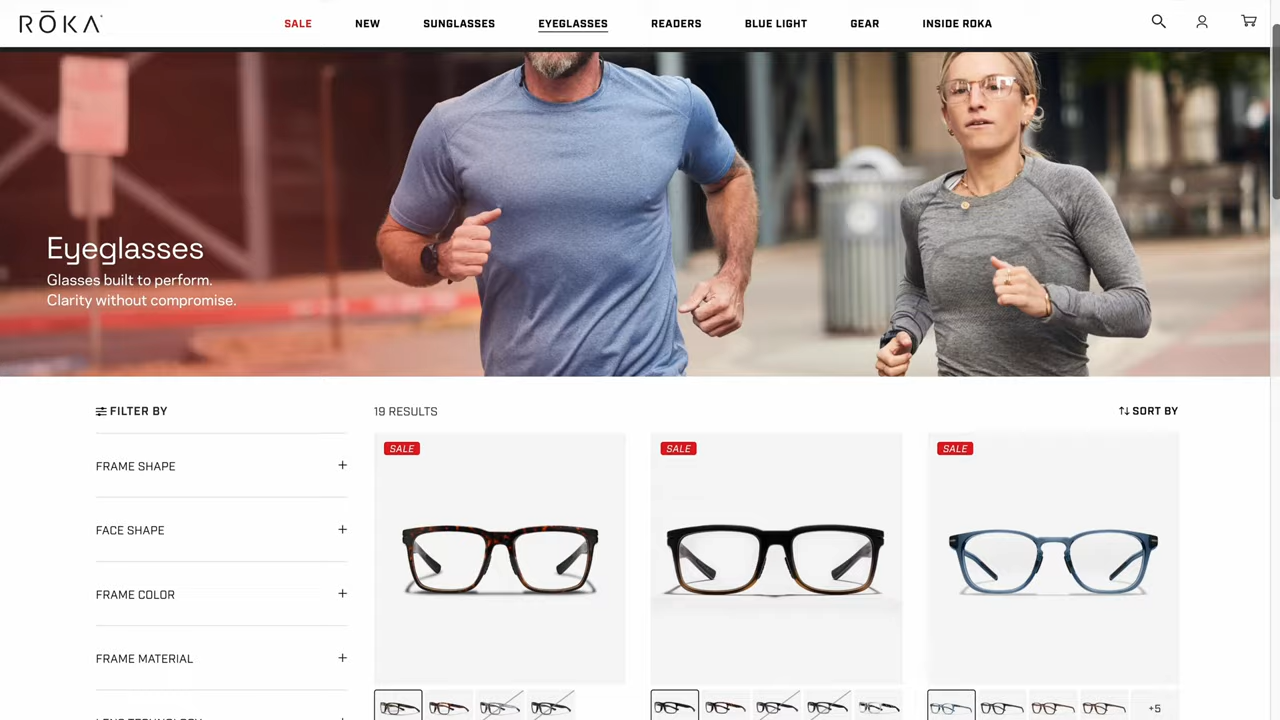 RŌKA
SALE
NEW
SUNGLASSES
EYEGLASSES
READERS
BLUE LIGHT
GEAR
INSIDE ROKA
Eyeglasses
Glasses built to perform.
Clarity without compromise.
FILTER BY
19 RESULTS
SORT BY
FRAME SHAPE
FACE SHAPE
FRAME COLOR
FRAME MATERIAL
SALE
SALE
SALE
+5